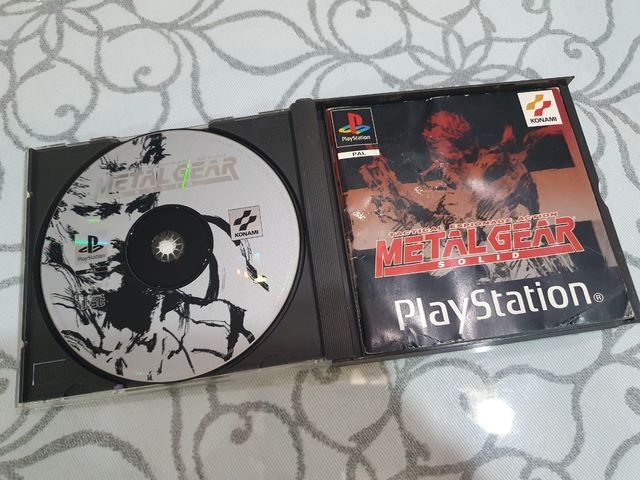 METAL GEAR
PlayStation
KONAMI
PlayStation
PAL
KONAMI
TACTICAL ESPIONAGE ACTION
METAL GEAR
SOLID
PlayStation®